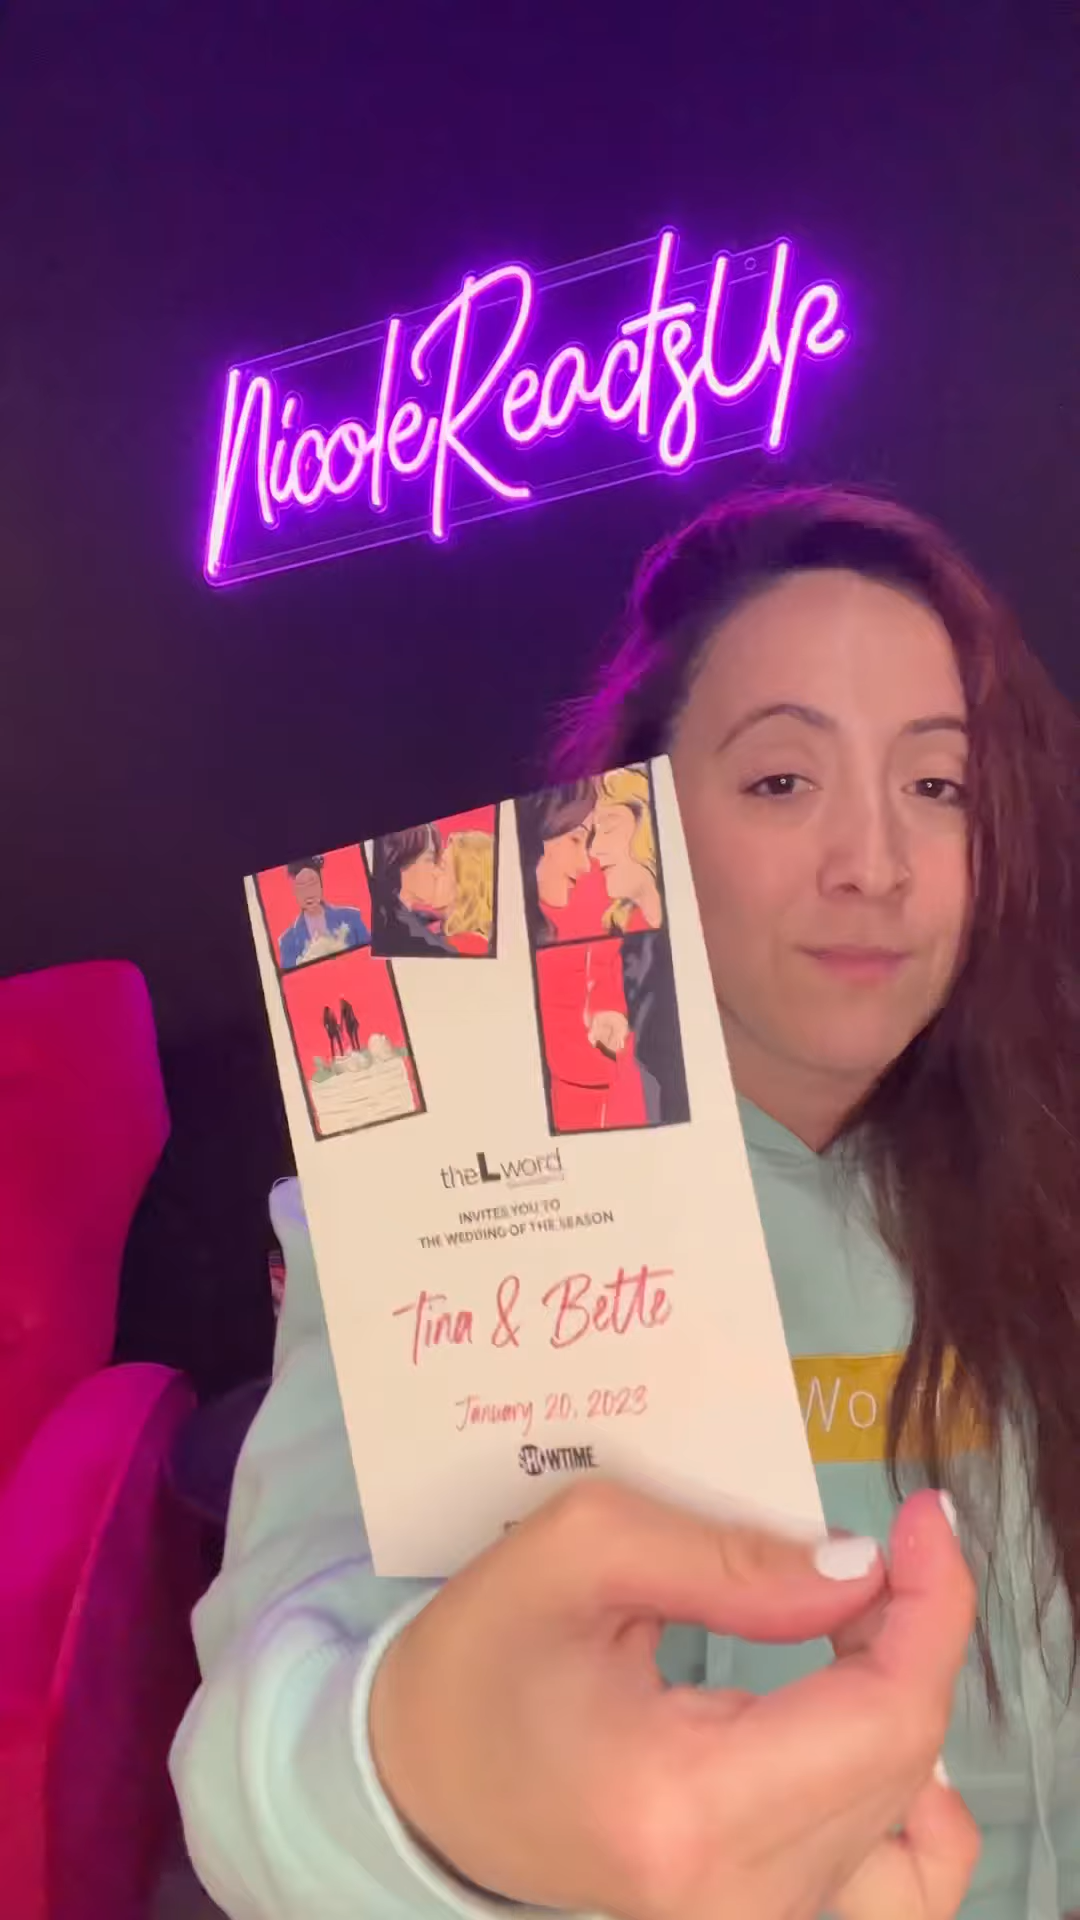 NicoleReactsUp
the L word
INVITES YOU TO
THE WEDDING OF THE SEASON
Tina & Bette
January 20, 2023
SHOWTIME